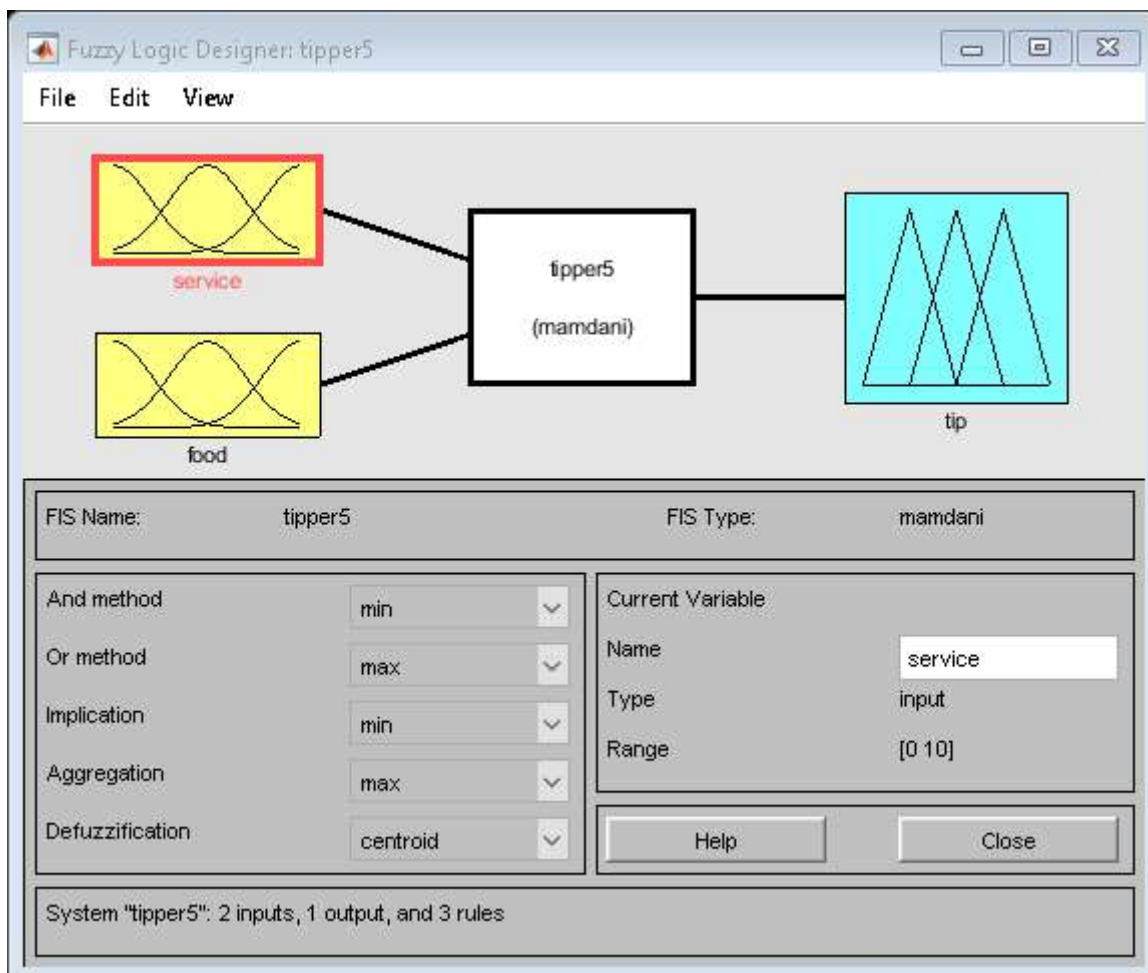 Fuzzy Logic Designer: tipper5
File Edit View
service
food
tipper5
(mamdani)
tip
FIS Name: tipper5 FIS Type: mamdani
And method min
Or method max
Implication min
Aggregation max
Defuzzification centroid
Current Variable
Name service
Type input
Range [0 10]
Help Close
System "tipper5": 2 inputs, 1 output, and 3 rules